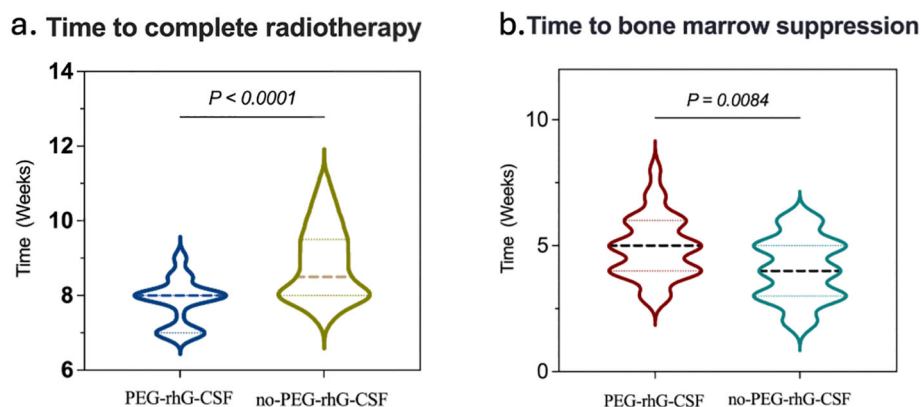 a. Time to complete radiotherapy
14
12
10
8
6
Time (Weeks)
P < 0.0001
PEG-rhG-CSF
no-PEG-rhG-CSF
b. Time to bone marrow suppression
10
5
0
Time (Weeks)
P = 0.0084
PEG-rhG-CSF
no-PEG-rhG-CSF